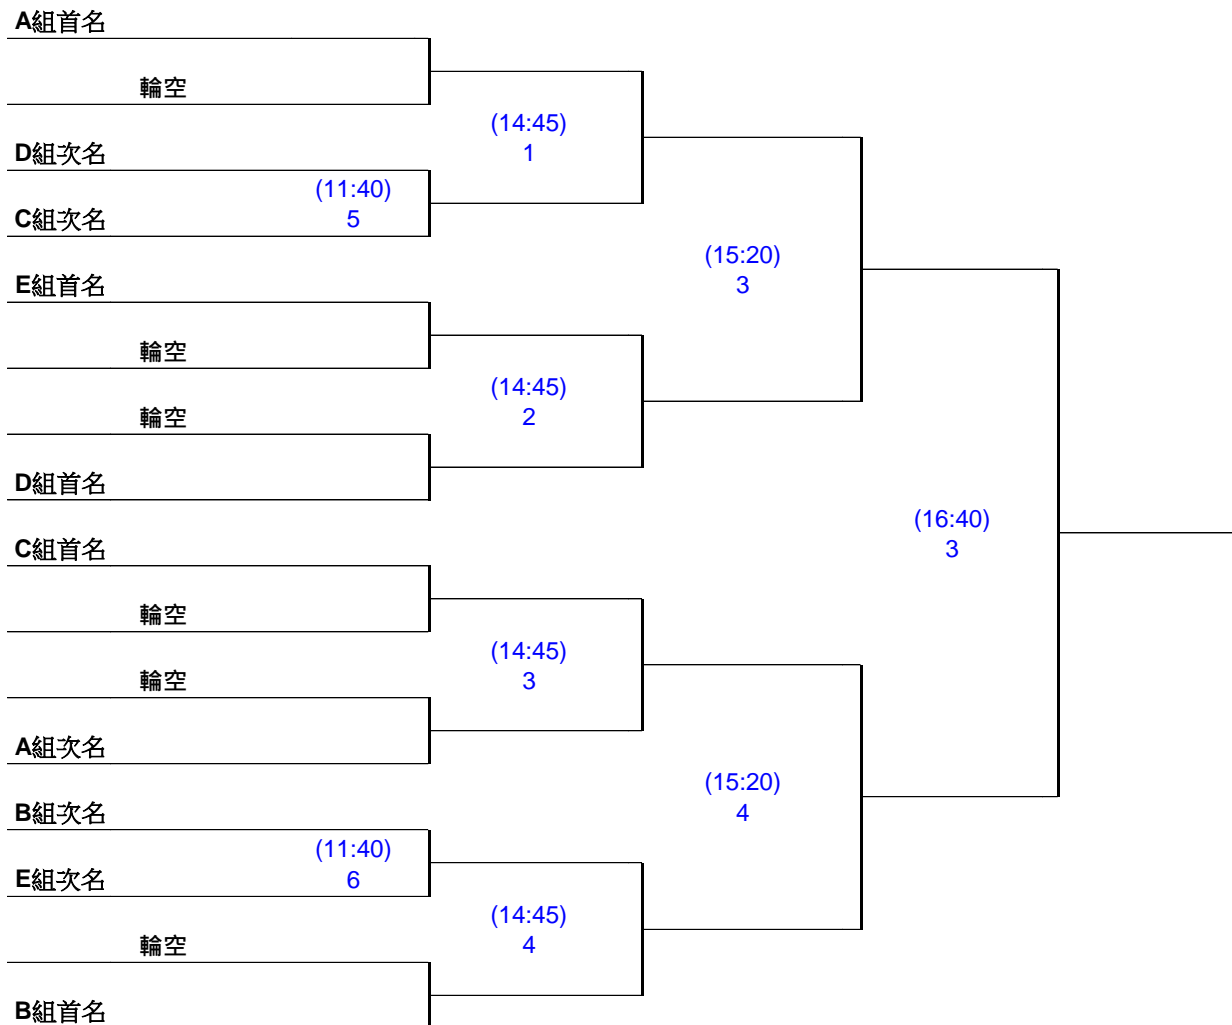 A組首名
輪空
(14:45)
1
D組次名
(11:40)
C組次名
5
(15:20)
3
E組首名
輪空
(14:45)
2
輪空
D組首名
(16:40)
3
C組首名
輪空
(14:45)
3
輪空
A組次名
(15:20)
4
B組次名
(11:40)
E組次名
6
(14:45)
4
輪空
B組首名